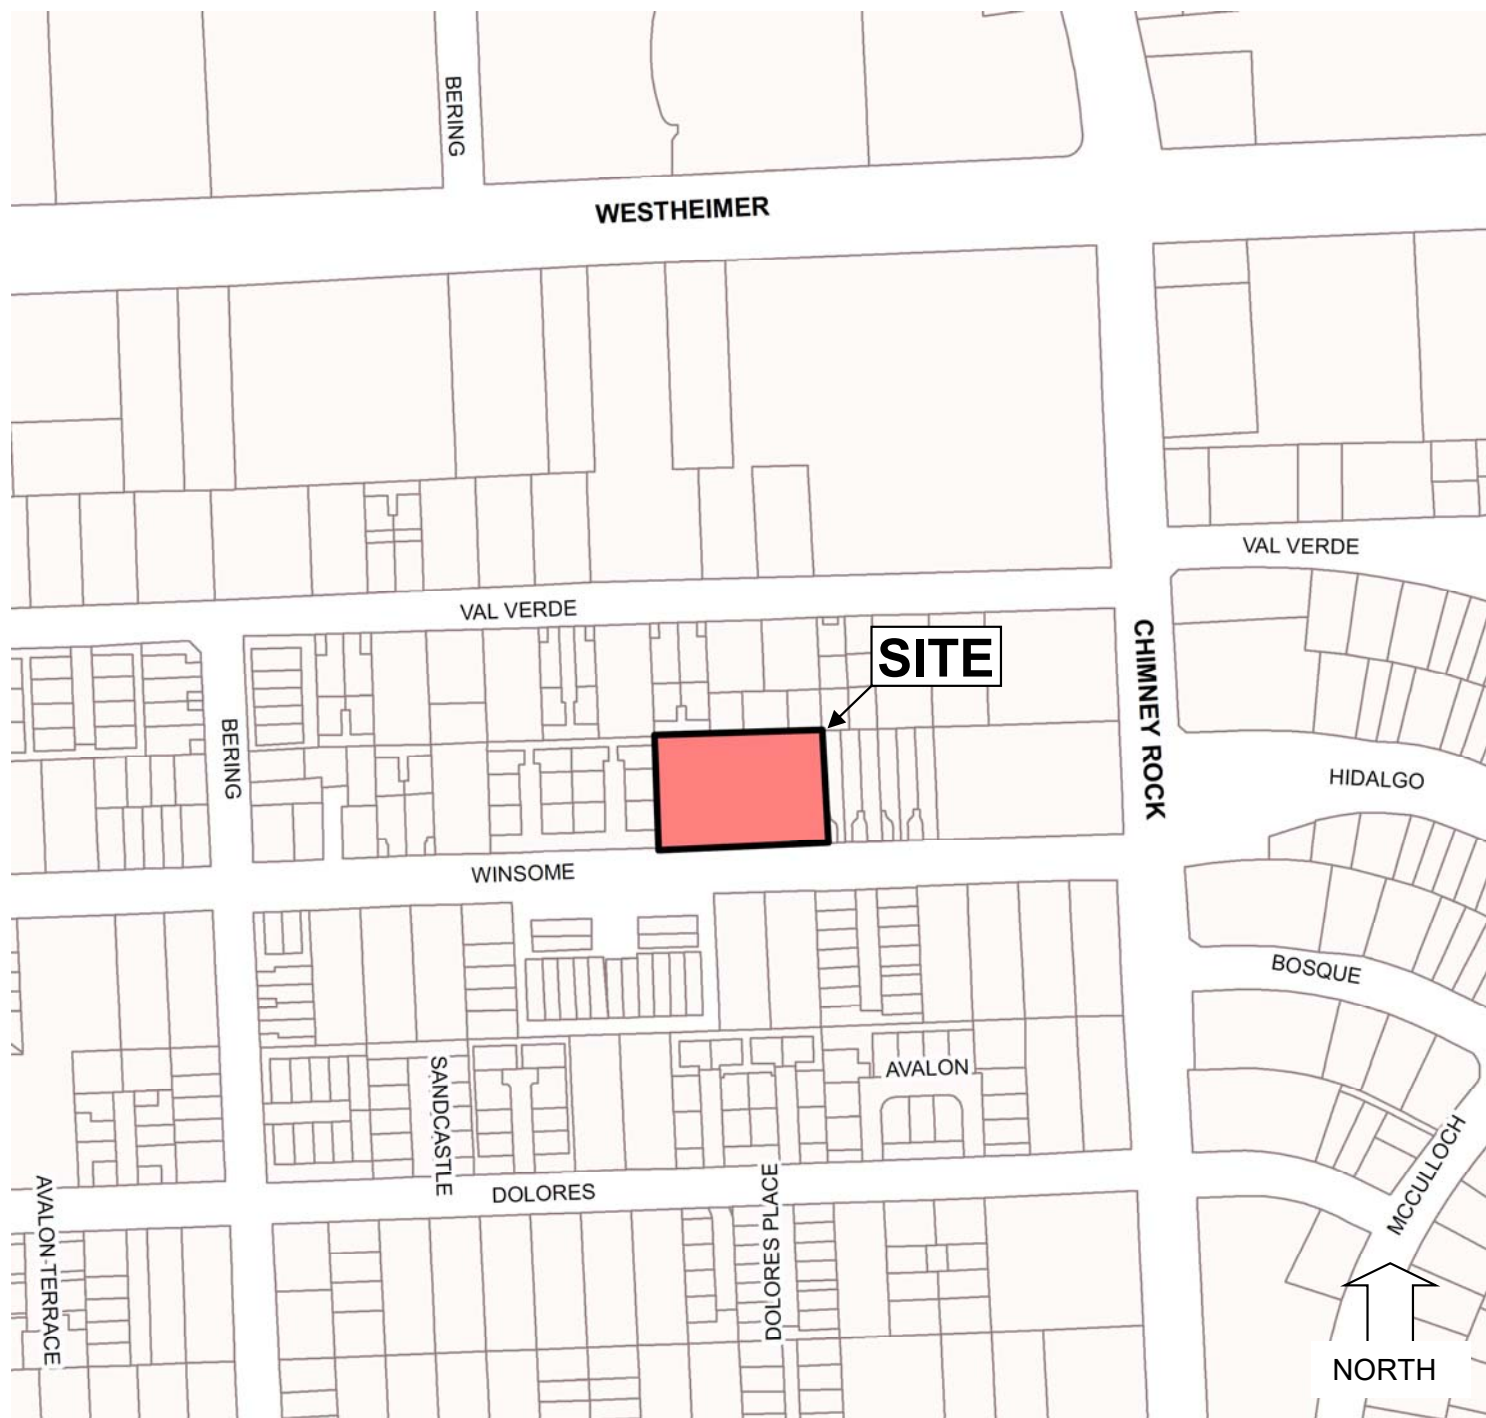 BERING
WESTHEIMER
VAL VERDE
VAL VERDE
SITE
CHIMNEY ROCK
BERING
HIDALGO
WINSOME
BOSQUE
SANDCASTLE
AVALON
MCCULLOCH
AVALON-TERRACE
DOLORES
DOLORES PLACE
NORTH